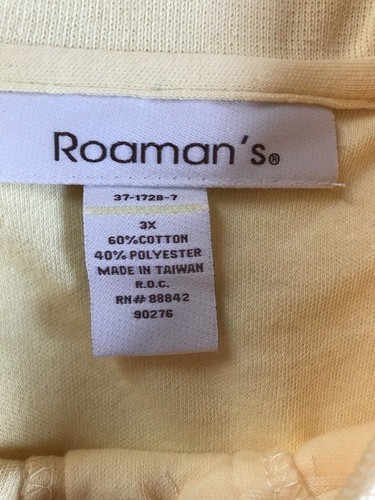 Roaman's®
37-1728-7
3X
60%COTTON
40% POLYESTER
MADE IN TAIWAN
R.O.C.
RN# 88842
90276